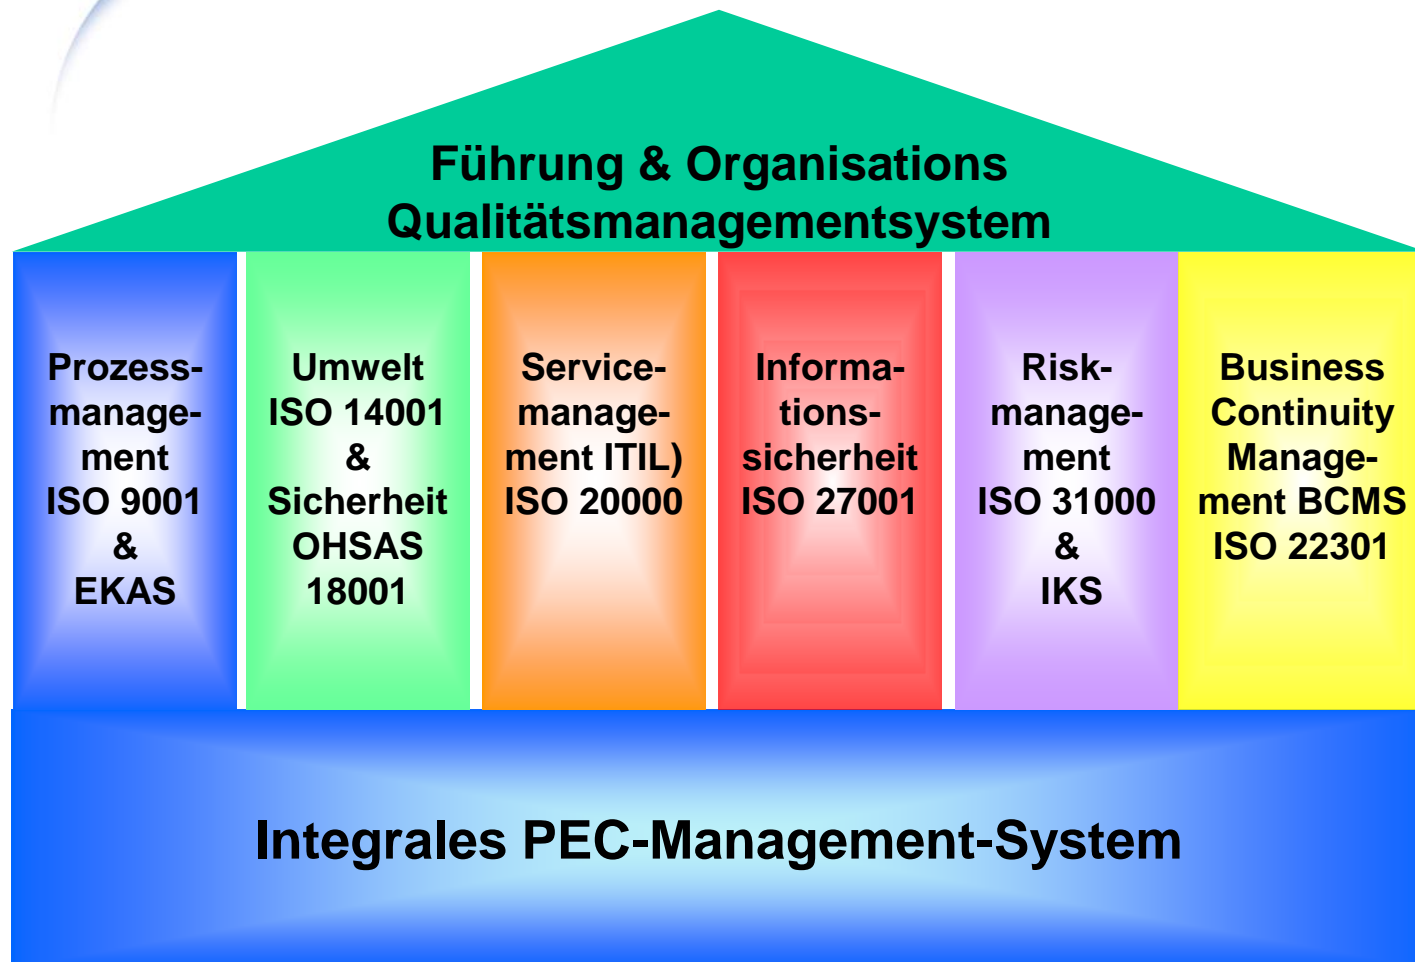 Führung & Organisations
Qualitätsmanagementsystem
Prozess-
manage-
ment
ISO 9001
&
EKAS
Umwelt
ISO 14001
&
Sicherheit
OHSAS
18001
Service-
manage-
ment ITIL)
ISO 20000
Informa-
tions-
sicherheit
ISO 27001
Risk-
manage-
ment
ISO 31000
&
IKS
Business
Continuity
Manage-
ment BCMS
ISO 22301
Integrales PEC-Management-System